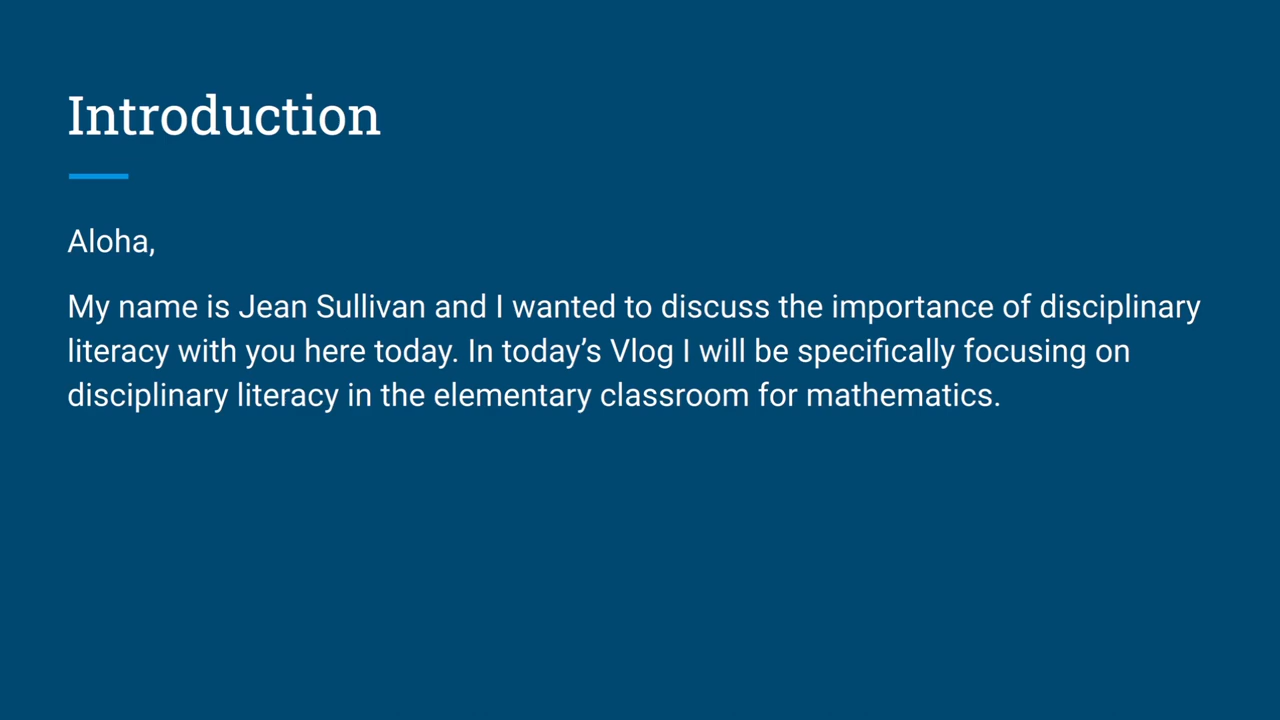 Introduction
Aloha,
My name is Jean Sullivan and I wanted to discuss the importance of disciplinary
literacy with you here today. In today’s Vlog I will be specifically focusing on
disciplinary literacy in the elementary classroom for mathematics.